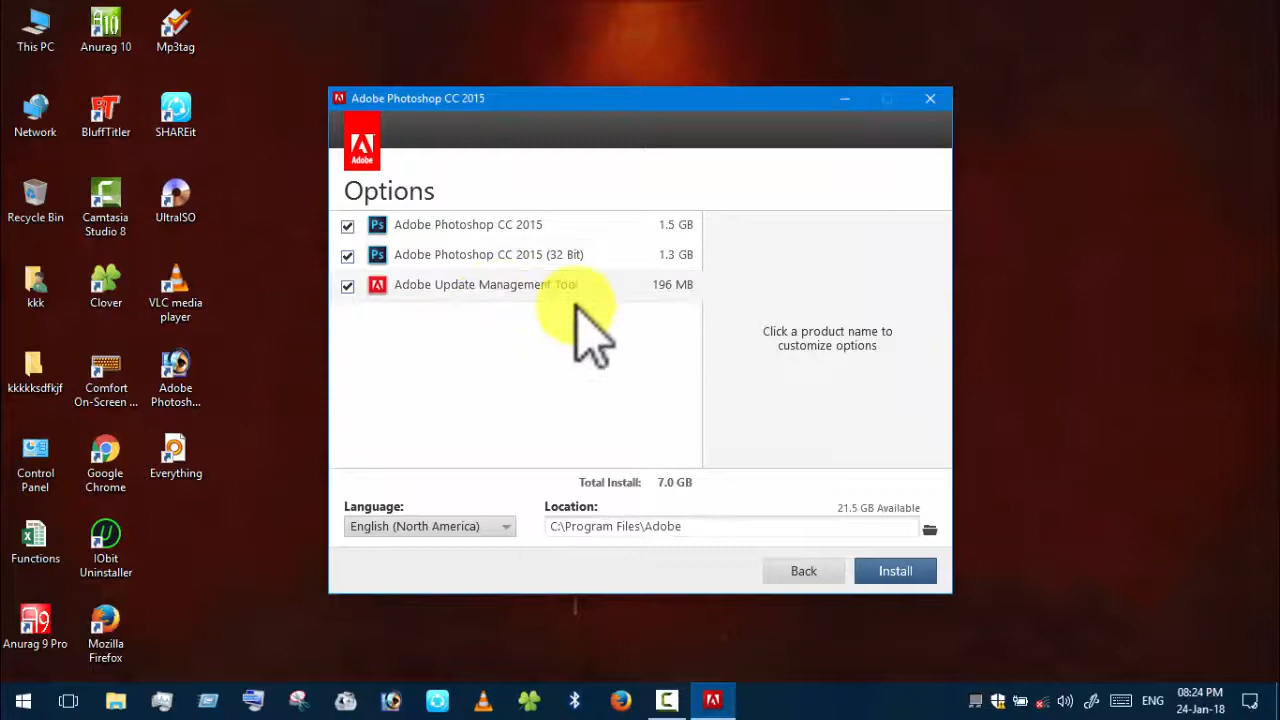 This PC
Anurag 10
Mp3tag
Network
BluffTitler
SHAREit
Recycle Bin
Camtasia
Studio 8
UltraISO
kkk
Clover
VLC media
player
kkkkksdfkjf
Comfort
On-Screen ...
Adobe
Photosh...
Control
Panel
Google
Chrome
Everything
Functions
IObit
Uninstaller
Anurag 9 Pro
Mozilla
Firefox
Adobe Photoshop CC 2015
Adobe
Options
Ps Adobe Photoshop CC 2015 1.5 GB
Ps Adobe Photoshop CC 2015 (32 Bit) 1.3 GB
Adobe Update Management Tool 196 MB
Click a product name to
customize options
Total Install: 7.0 GB
Language:
English (North America)
Location:
21.5 GB Available
C:\Program Files\Adobe
Back
Install
ENG
08:24 PM
24-Jan-18